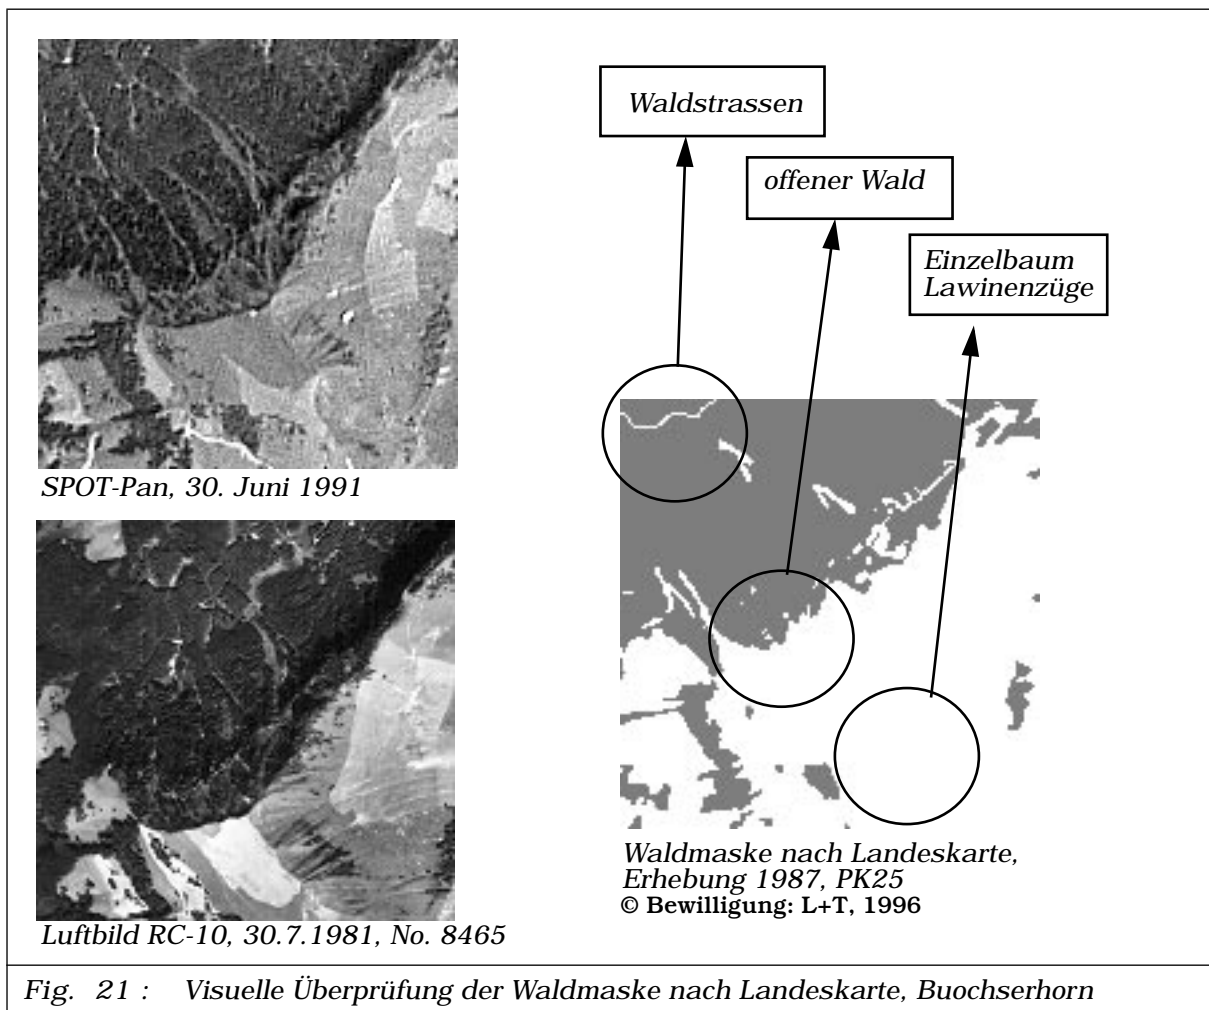 Waldstrassen
offener Wald
Einzelbaum
Lawinenzüge
SPOT-Pan, 30. Juni 1991
Waldmaske nach Landeskarte,
Erhebung 1987, PK25
© Bewilligung: L+T, 1996
Luftbild RC-10, 30.7.1981, No. 8465
Fig. 21 : Visuelle Überprüfung der Waldmaske nach Landeskarte, Buochserhorn